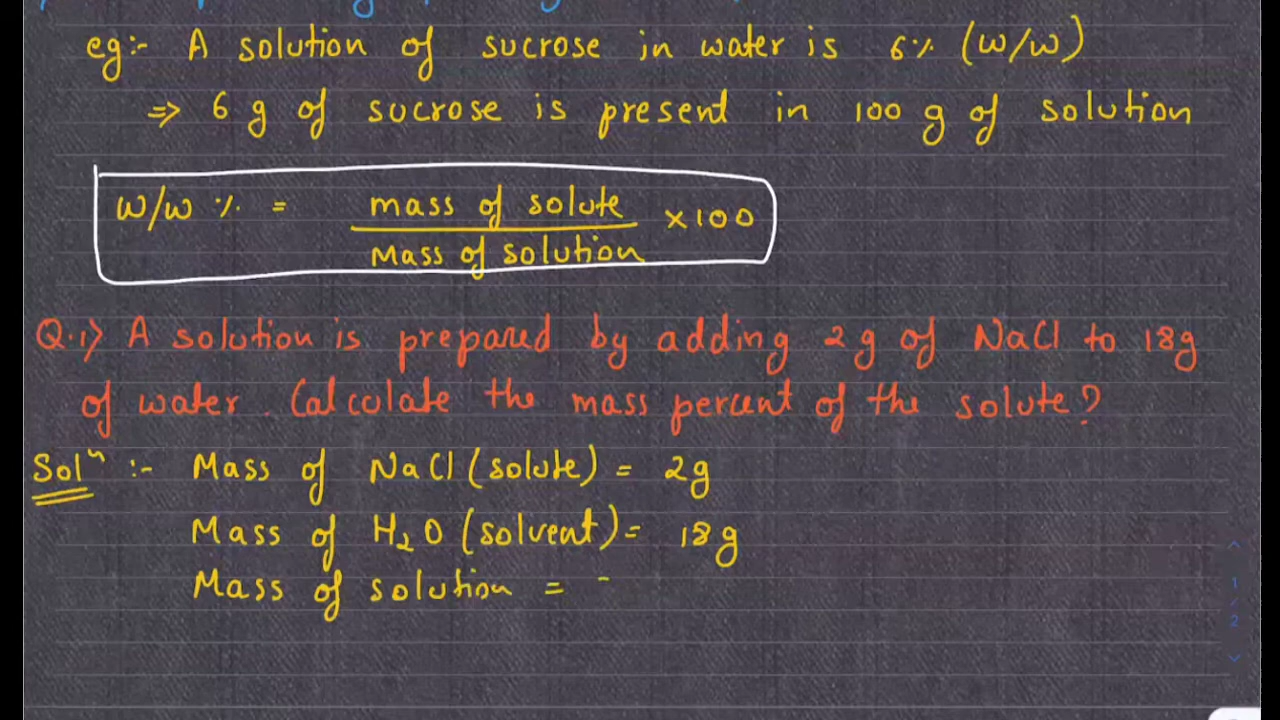 eg:- A solution of sucrose in water is 6% (w/w)
⇒ 6 g of sucrose is present in 100 g of solution
w/w % = mass of solute / Mass of solution ×100
Q.1) A solution is prepared by adding 2g of NaCl to 18g
of water. Calculate the mass percent of the solute?
Solⁿ :- Mass of NaCl (solute) = 2g
Mass of H₂O (solvent) = 18g
Mass of solution =
1
/
2